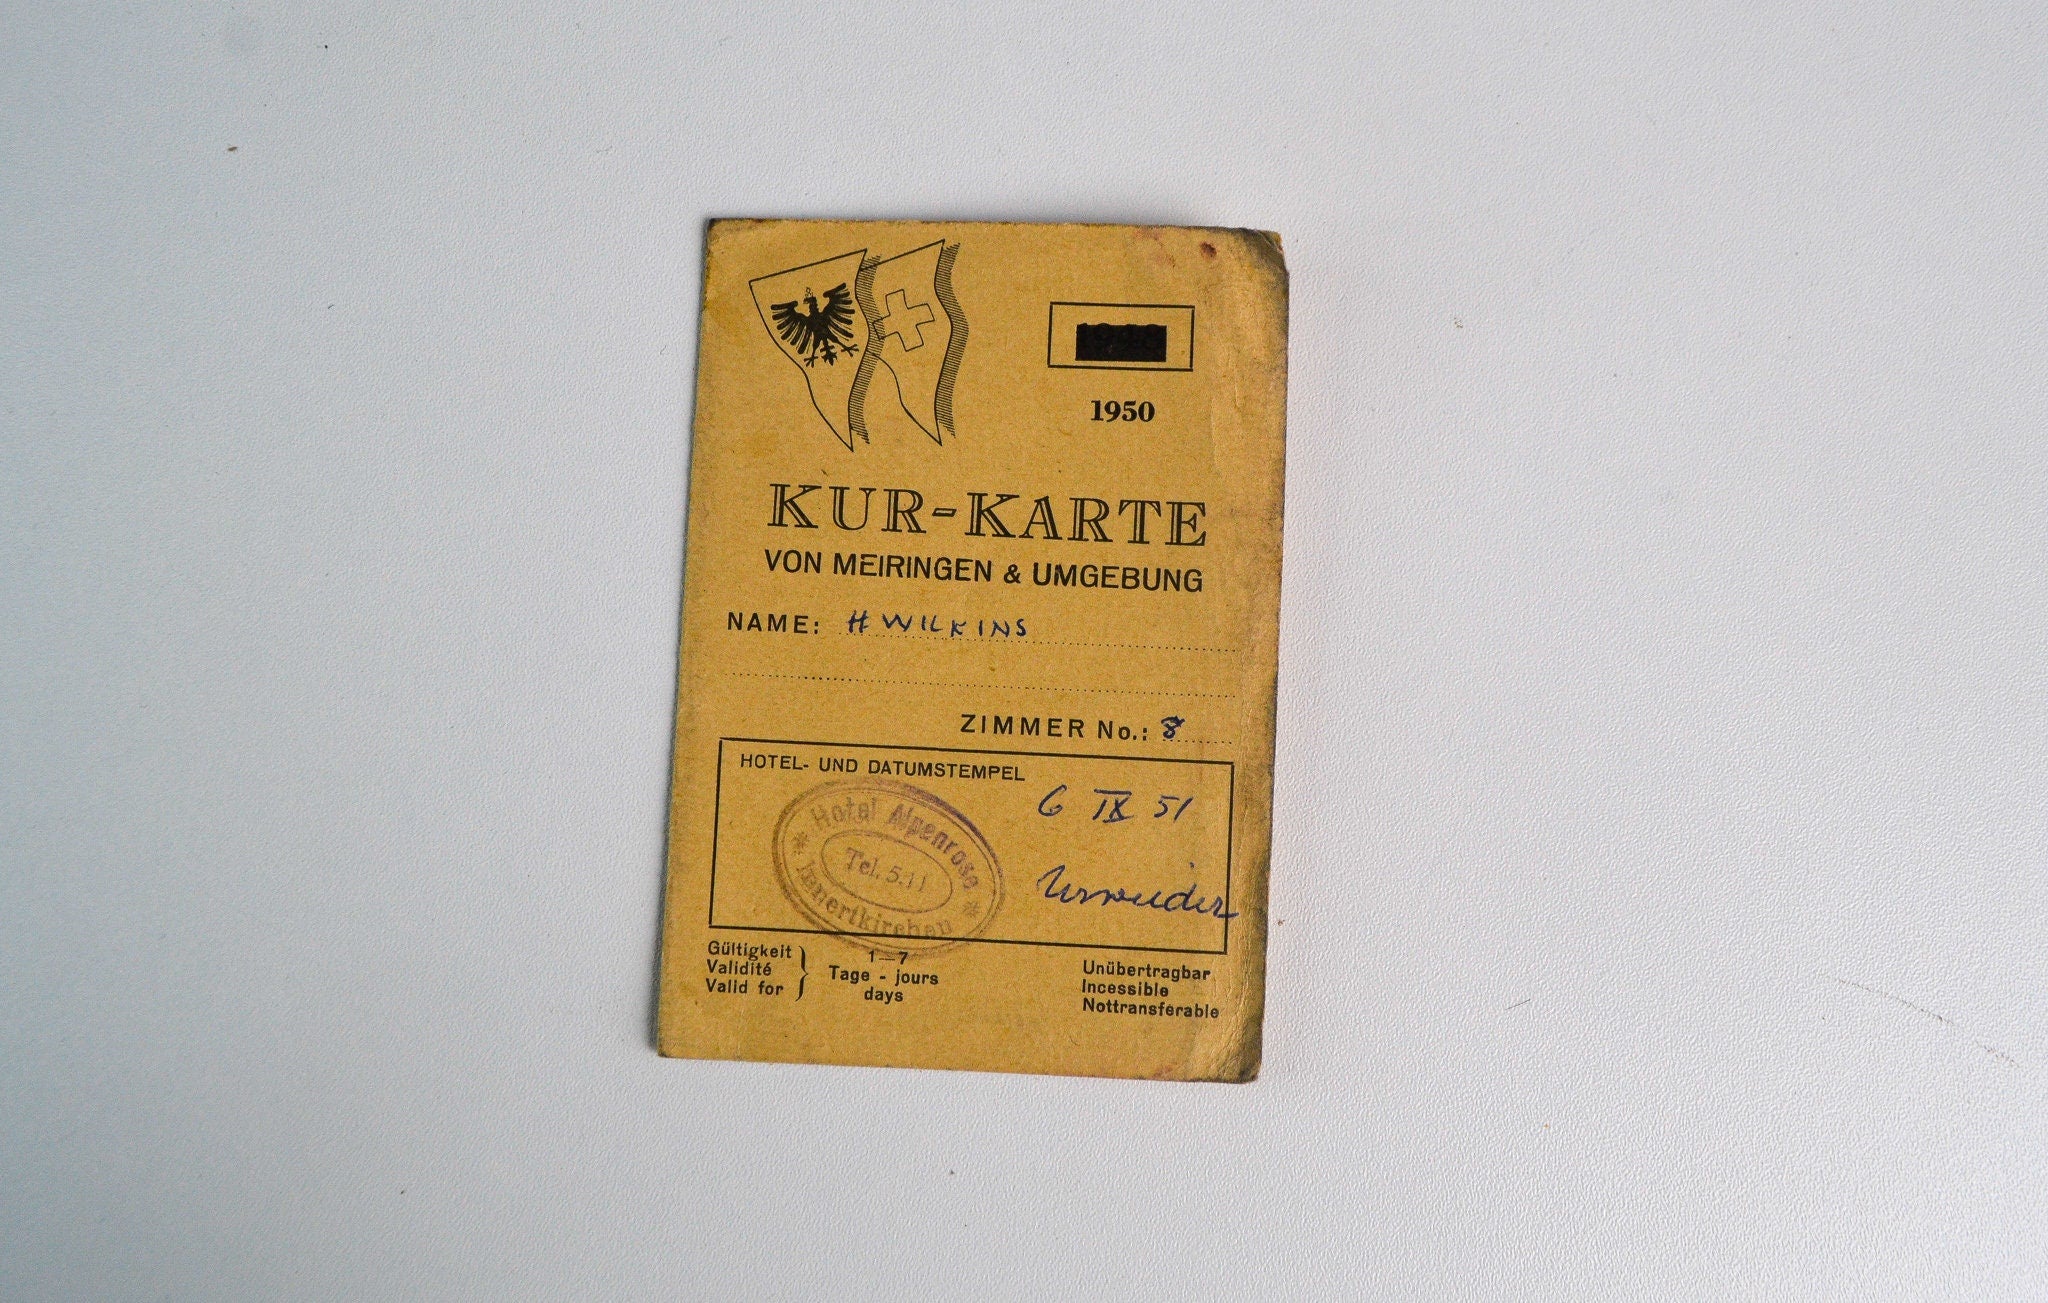 1950
KUR-KARTE
VON MEIRINGEN & UMGEBUNG
NAME: H WILKINS
ZIMMER No.: 8
HOTEL- UND DATUMSTEMPEL
6 IX 51
Hotel Alpenrose
Tel. 5.11
Innertkirchen
Gültigkeit
Validité
Valid for
1—7
Tage - jours
days
Unübertragbar
Incessible
Nottransferable